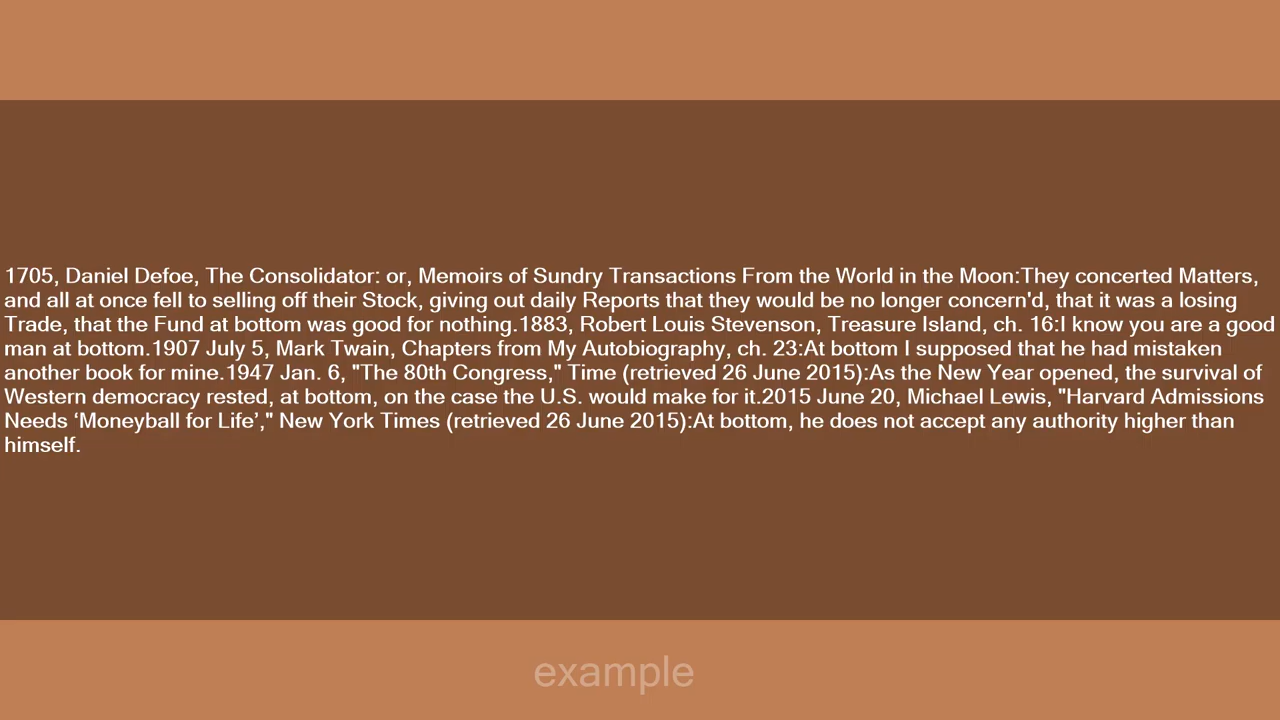 1705, Daniel Defoe, The Consolidator: or, Memoirs of Sundry Transactions From the World in the Moon:They concerted Matters,
and all at once fell to selling off their Stock, giving out daily Reports that they would be no longer concern'd, that it was a losing
Trade, that the Fund at bottom was good for nothing.1883, Robert Louis Stevenson, Treasure Island, ch. 16:I know you are a good
man at bottom.1907 July 5, Mark Twain, Chapters from My Autobiography, ch. 23:At bottom I supposed that he had mistaken
another book for mine.1947 Jan. 6, "The 80th Congress," Time (retrieved 26 June 2015):As the New Year opened, the survival of
Western democracy rested, at bottom, on the case the U.S. would make for it.2015 June 20, Michael Lewis, "Harvard Admissions
Needs ‘Moneyball for Life’," New York Times (retrieved 26 June 2015):At bottom, he does not accept any authority higher than
himself.
example